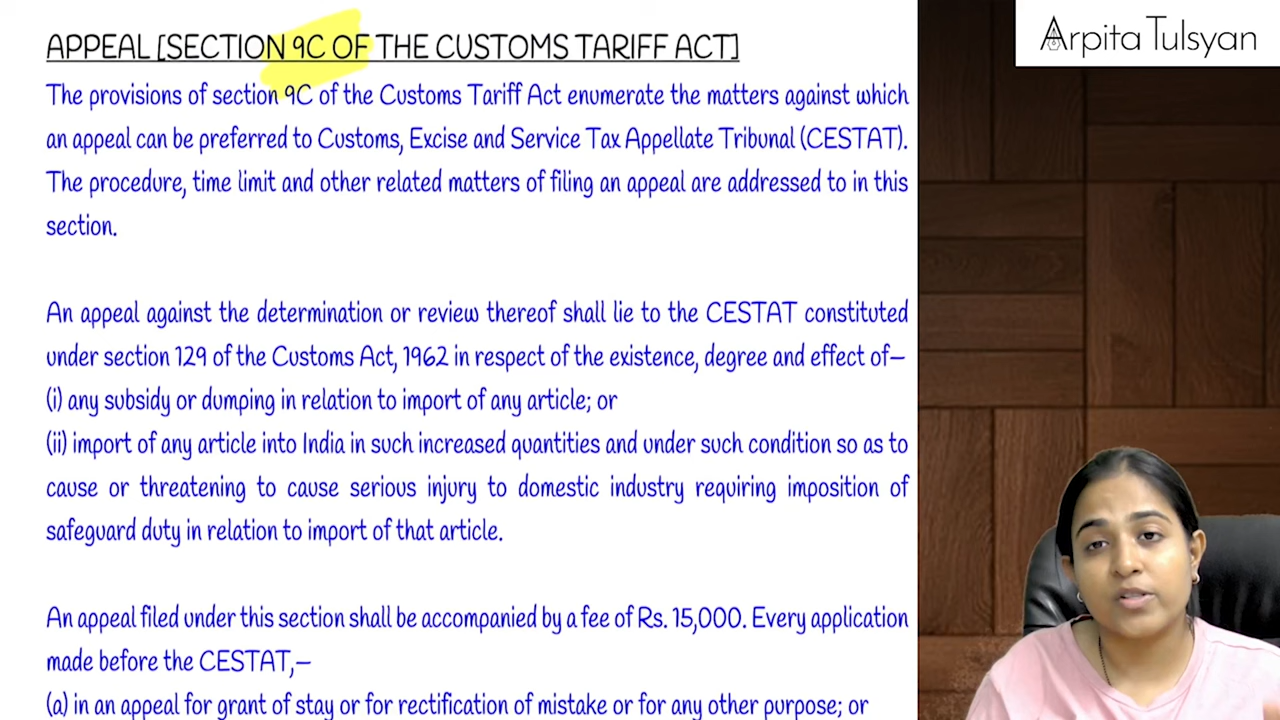 Arpita Tulsyan
APPEAL [SECTION 9C OF THE CUSTOMS TARIFF ACT]
The provisions of section 9C of the Customs Tariff Act enumerate the matters against which
an appeal can be preferred to Customs, Excise and Service Tax Appellate Tribunal (CESTAT).
The procedure, time limit and other related matters of filing an appeal are addressed to in this
section.
An appeal against the determination or review thereof shall lie to the CESTAT constituted
under section 129 of the Customs Act, 1962 in respect of the existence, degree and effect of—
(i) any subsidy or dumping in relation to import of any article; or
(ii) import of any article into India in such increased quantities and under such condition so as to
cause or threatening to cause serious injury to domestic industry requiring imposition of
safeguard duty in relation to import of that article.
An appeal filed under this section shall be accompanied by a fee of Rs. 15,000. Every application
made before the CESTAT,—
(a) in an appeal for grant of stay or for rectification of mistake or for any other purpose; or